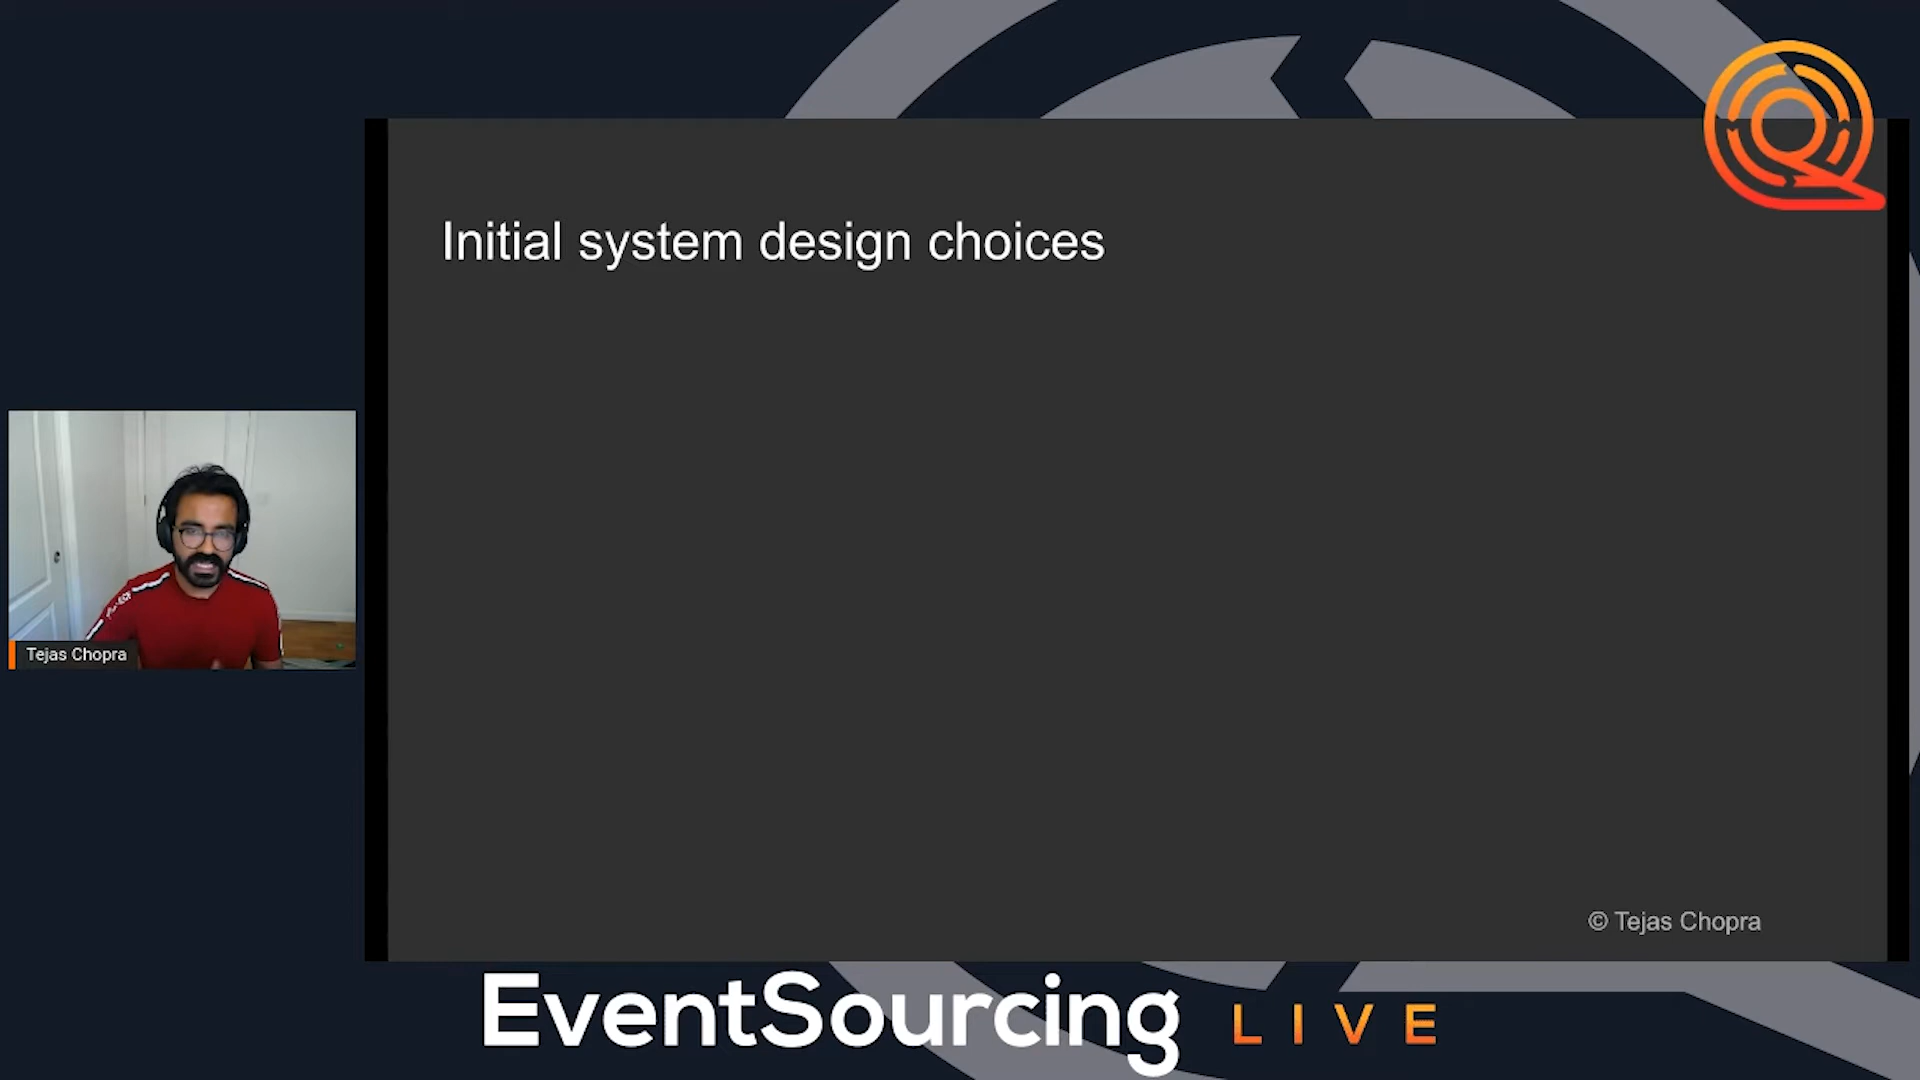 Initial system design choices
Tejas Chopra
© Tejas Chopra
EventSourcing LIVE